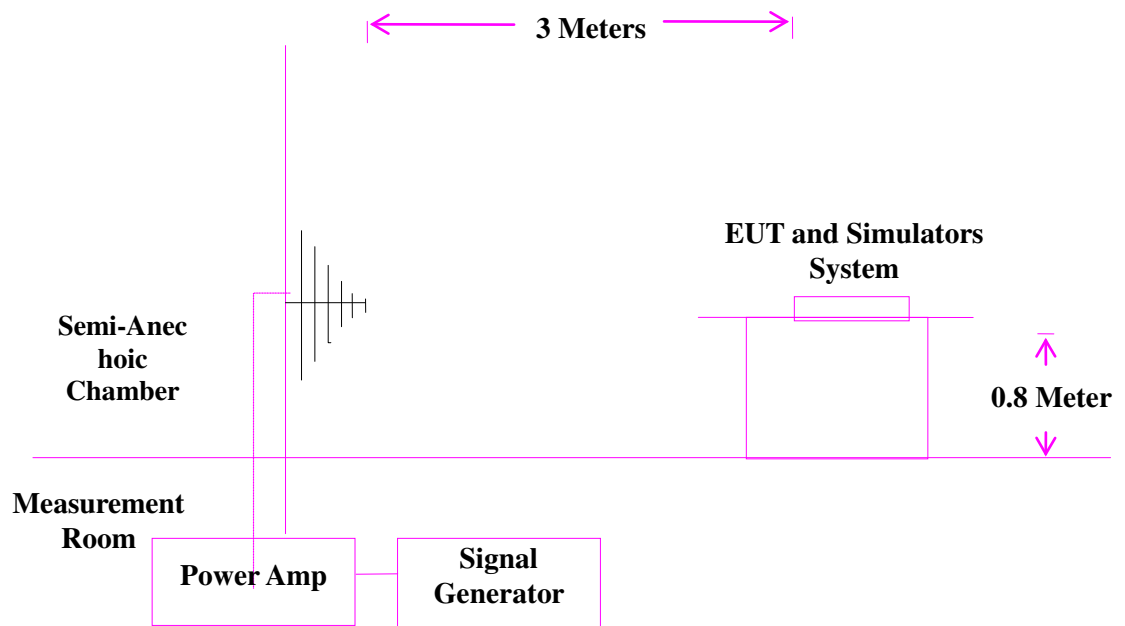 3 Meters
EUT and Simulators
System
Semi-Anec
hoic
Chamber
0.8 Meter
Measurement
Room
Power Amp
Signal
Generator